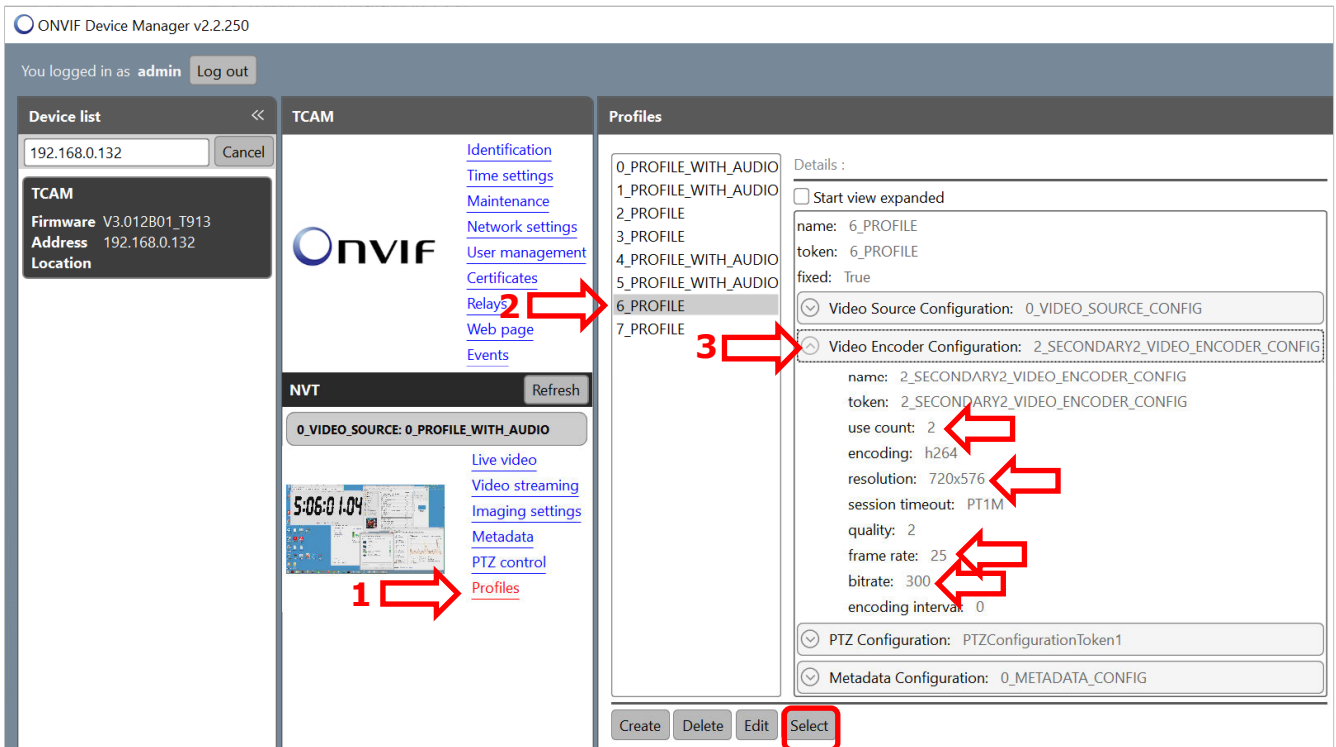 ONVIF Device Manager v2.2.250
You logged in as admin Log out
Device list
192.168.0.132 Cancel
TCAM
Firmware V3.012B01_T913
Address 192.168.0.132
Location
TCAM
ONVIF
Identification
Time settings
Maintenance
Network settings
User management
Certificates
Relays
Web page
Events
NVT Refresh
0_VIDEO_SOURCE: 0_PROFILE_WITH_AUDIO
5:06:01.04
Live video
Video streaming
Imaging settings
Metadata
PTZ control
1 Profiles
Profiles
0_PROFILE_WITH_AUDIO
1_PROFILE_WITH_AUDIO
2_PROFILE
3_PROFILE
4_PROFILE_WITH_AUDIO
5_PROFILE_WITH_AUDIO
2 6_PROFILE
7_PROFILE
Details :
Start view expanded
name: 6_PROFILE
token: 6_PROFILE
fixed: True
Video Source Configuration: 0_VIDEO_SOURCE_CONFIG
3 Video Encoder Configuration: 2_SECONDARY2_VIDEO_ENCODER_CONFIG
name: 2_SECONDARY2_VIDEO_ENCODER_CONFIG
token: 2_SECONDARY2_VIDEO_ENCODER_CONFIG
use count: 2
encoding: h264
resolution: 720x576
session timeout: PT1M
quality: 2
frame rate: 25
bitrate: 300
encoding interval: 0
PTZ Configuration: PTZConfigurationToken1
Metadata Configuration: 0_METADATA_CONFIG
Create Delete Edit Select